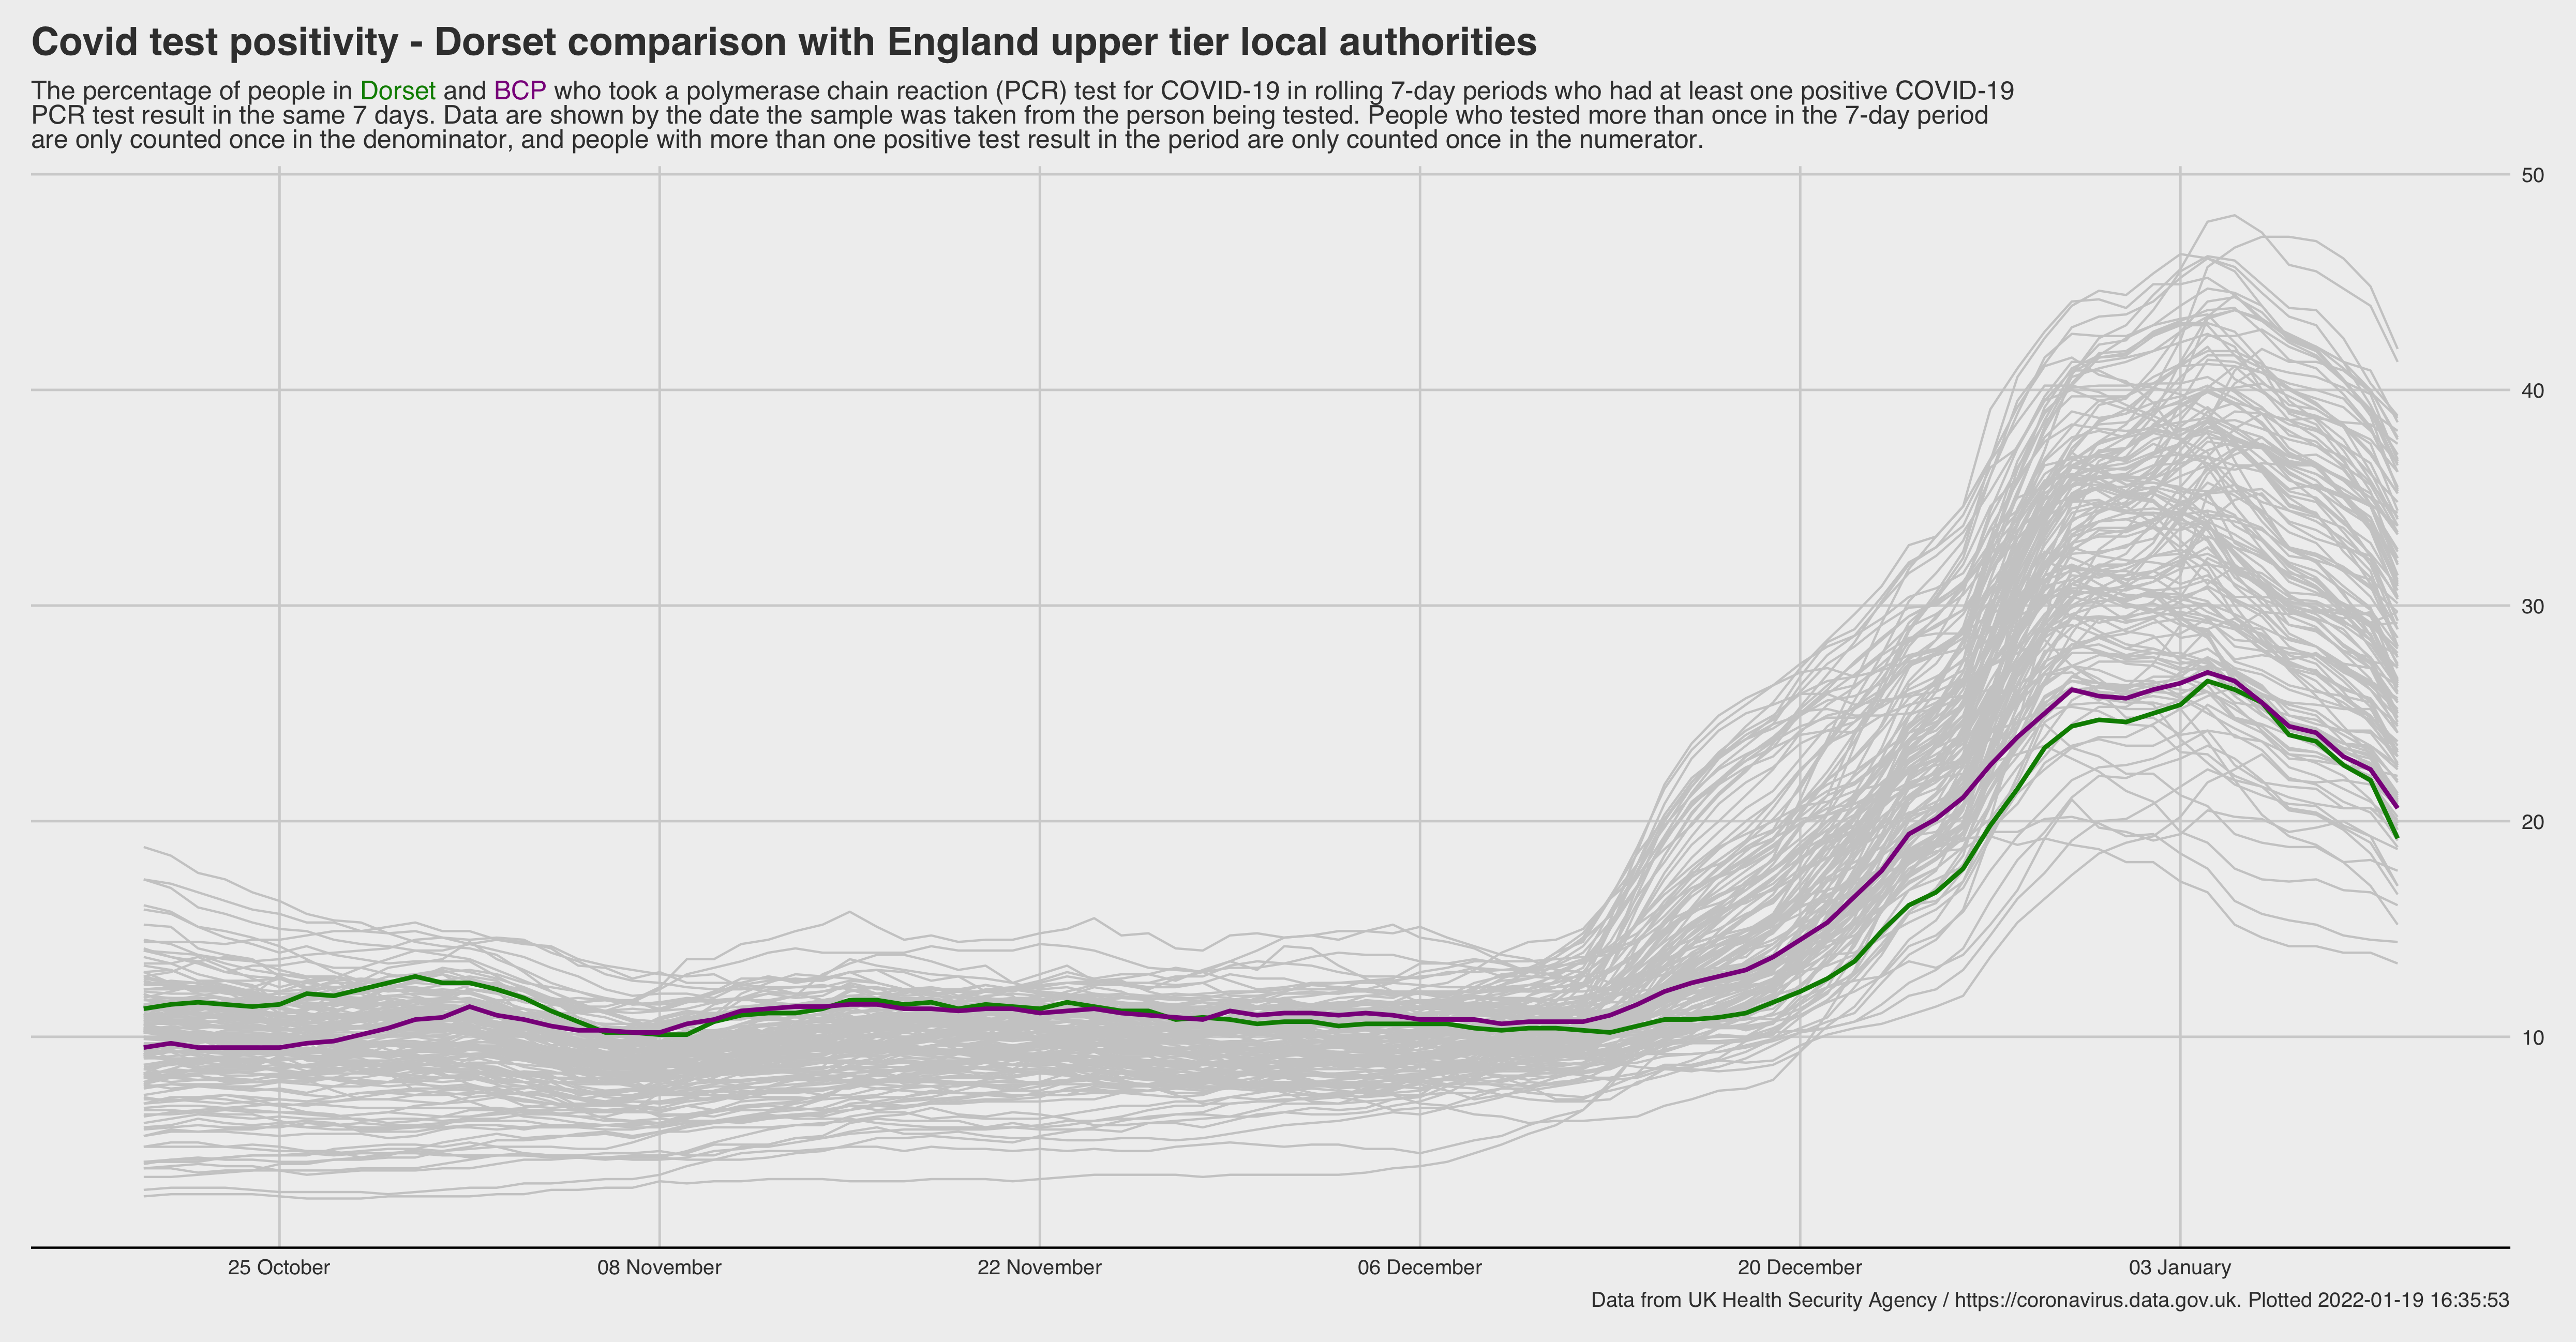 Covid test positivity - Dorset comparison with England upper tier local authorities
The percentage of people in Dorset and BCP who took a polymerase chain reaction (PCR) test for COVID-19 in rolling 7-day periods who had at least one positive COVID-19
PCR test result in the same 7 days. Data are shown by the date the sample was taken from the person being tested. People who tested more than once in the 7-day period
are only counted once in the denominator, and people with more than one positive test result in the period are only counted once in the numerator.
50
40
30
20
10
25 October 08 November 22 November 06 December 20 December 03 January
Data from UK Health Security Agency / https://coronavirus.data.gov.uk. Plotted 2022-01-19 16:35:53